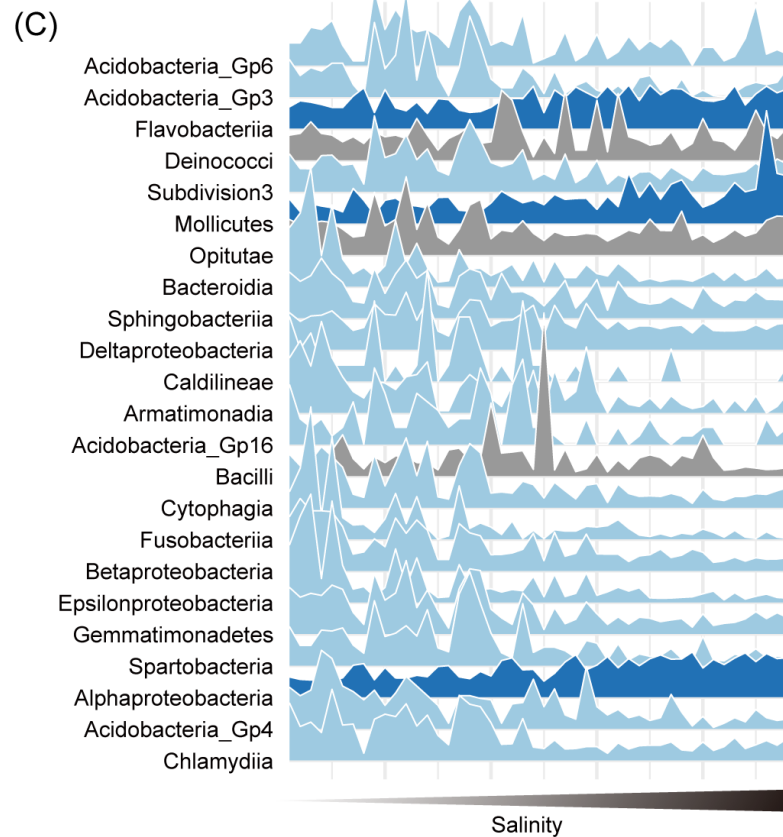 (C)
Acidobacteria_Gp6
Acidobacteria_Gp3
Flavobacteriia
Deinococci
Subdivision3
Mollicutes
Opitutae
Bacteroidia
Sphingobacteriia
Deltaproteobacteria
Caldilineae
Armatimonadia
Acidobacteria_Gp16
Bacilli
Cytophagia
Fusobacteriia
Betaproteobacteria
Epsilonproteobacteria
Gemmatimonadetes
Spartobacteria
Alphaproteobacteria
Acidobacteria_Gp4
Chlamydiia
Salinity